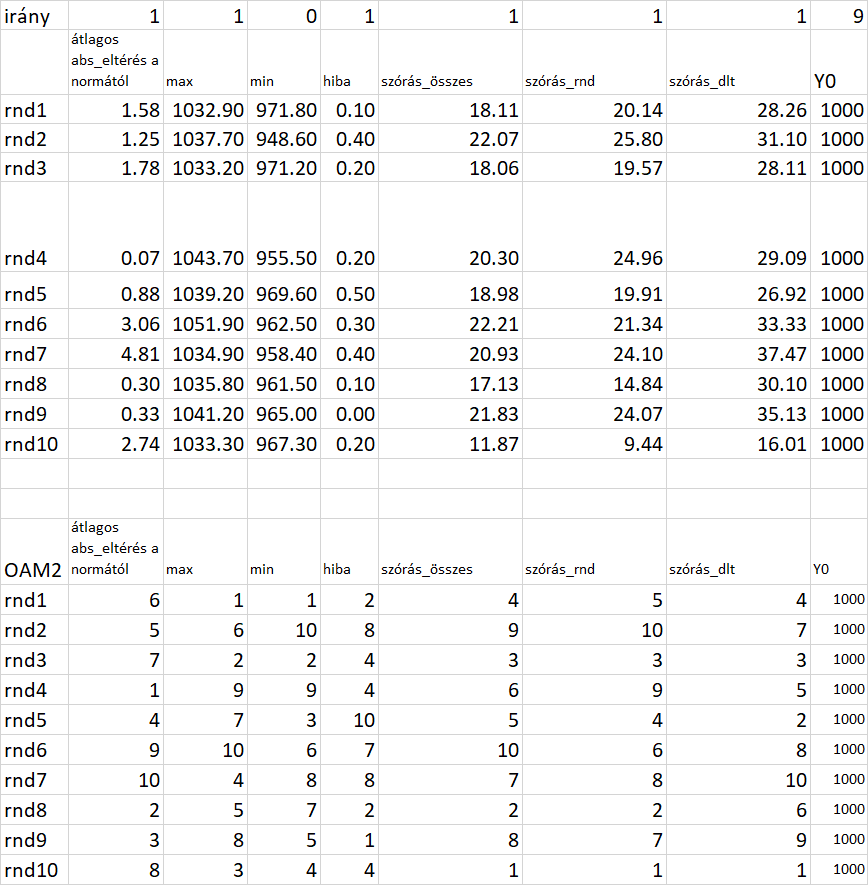 irány 1 1 0 1 1 1 1 9
átlagos
abs_eltérés a
normától max min hiba szórás_összes szórás_rnd szórás_dlt Y0
rnd1 1.58 1032.90 971.80 0.10 18.11 20.14 28.26 1000
rnd2 1.25 1037.70 948.60 0.40 22.07 25.80 31.10 1000
rnd3 1.78 1033.20 971.20 0.20 18.06 19.57 28.11 1000
rnd4 0.07 1043.70 955.50 0.20 20.30 24.96 29.09 1000
rnd5 0.88 1039.20 969.60 0.50 18.98 19.91 26.92 1000
rnd6 3.06 1051.90 962.50 0.30 22.21 21.34 33.33 1000
rnd7 4.81 1034.90 958.40 0.40 20.93 24.10 37.47 1000
rnd8 0.30 1035.80 961.50 0.10 17.13 14.84 30.10 1000
rnd9 0.33 1041.20 965.00 0.00 21.83 24.07 35.13 1000
rnd10 2.74 1033.30 967.30 0.20 11.87 9.44 16.01 1000
átlagos
abs_eltérés a
OAM2 normától max min hiba szórás_összes szórás_rnd szórás_dlt Y0
rnd1 6 1 1 2 4 5 4 1000
rnd2 5 6 10 8 9 10 7 1000
rnd3 7 2 2 4 3 3 3 1000
rnd4 1 9 9 4 6 9 5 1000
rnd5 4 7 3 10 5 4 2 1000
rnd6 9 10 6 7 10 6 8 1000
rnd7 10 4 8 8 7 8 10 1000
rnd8 2 5 7 2 2 2 6 1000
rnd9 3 8 5 1 8 7 9 1000
rnd10 8 3 4 4 1 1 1 1000